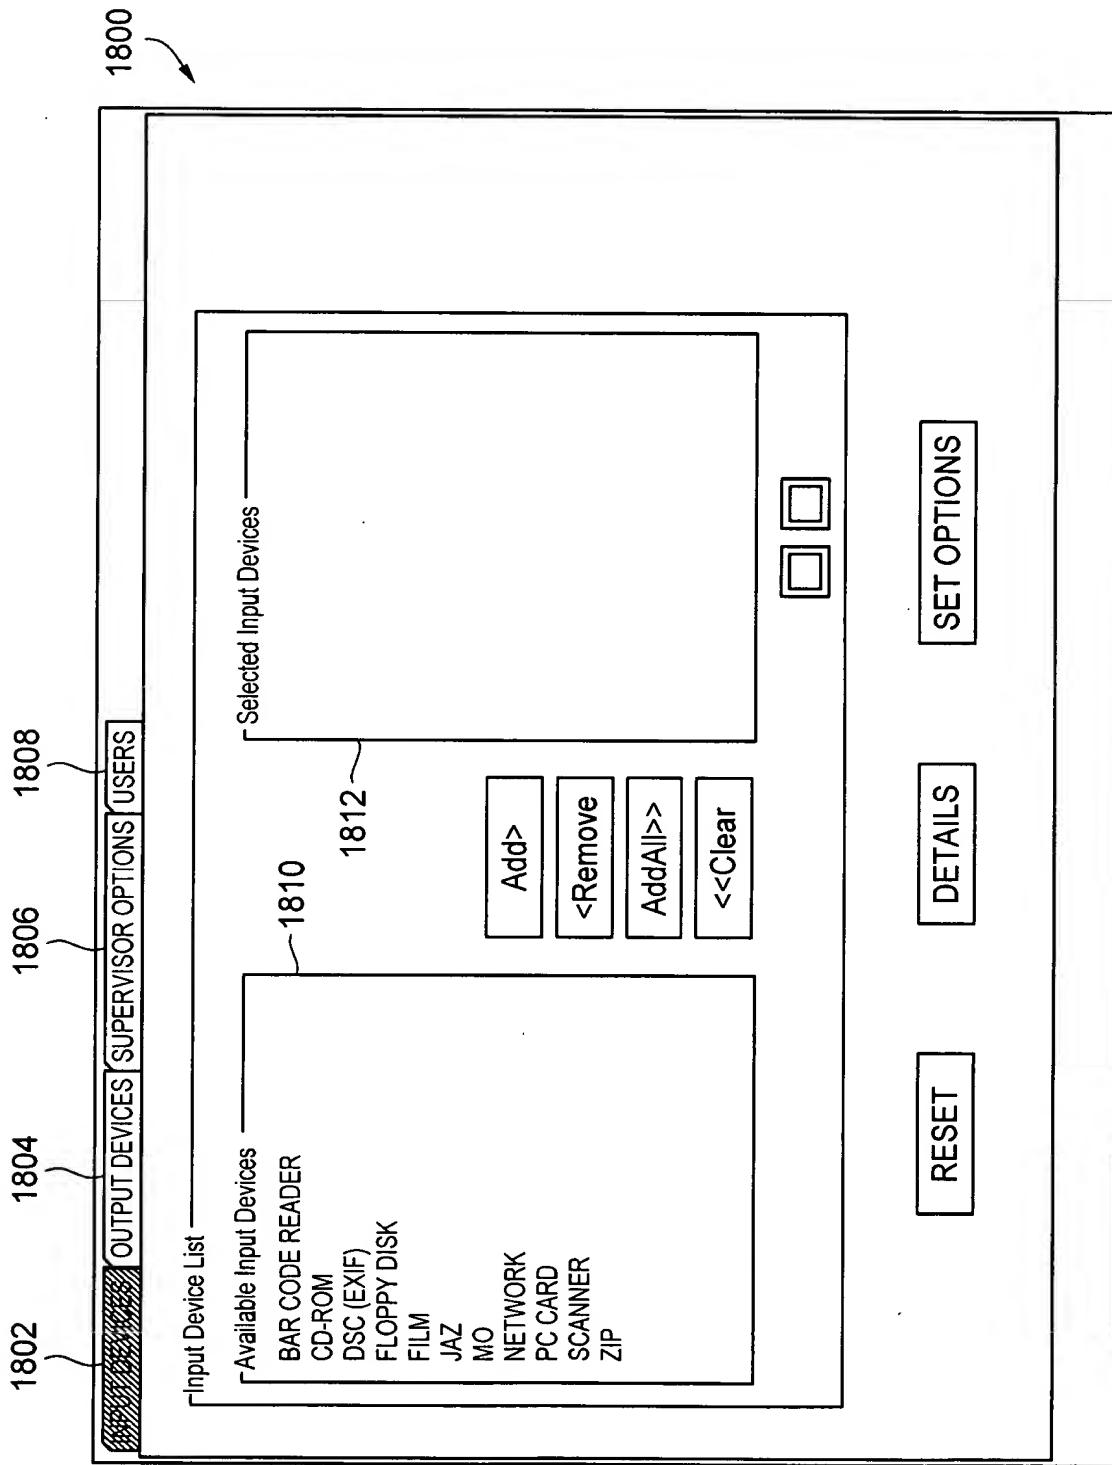 1800
1802
1804
1806
1808
INPUT DEVICES
OUTPUT DEVICES
SUPERVISOR OPTIONS
USERS
Input Device List
Available Input Devices
1810
BAR CODE READER
CD-ROM
DSC (EXIF)
FLOPPY DISK
FILM
JAZ
MO
NETWORK
PC CARD
SCANNER
ZIP
Add>
<Remove
AddAll>>
<<Clear
1812
Selected Input Devices
RESET
DETAILS
SET OPTIONS